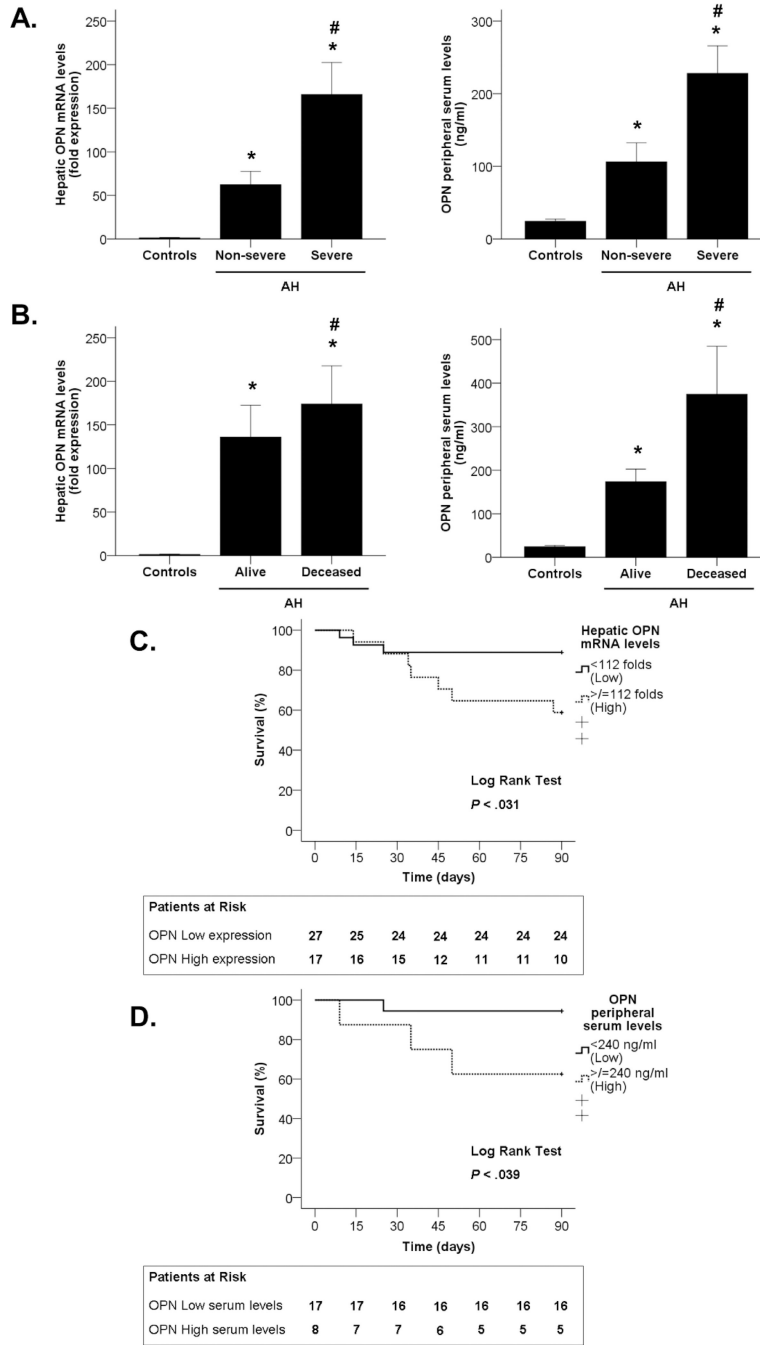 A.
Hepatic OPN mRNA levels
(fold expression)
250
200
150
100
50
0
*
#
*
Controls Non-severe Severe
AH
OPN peripheral serum levels
(ng/ml)
300
200
100
0
*
#
*
Controls Non-severe Severe
AH
B.
Hepatic OPN mRNA levels
(fold expression)
250
200
150
100
50
0
*
#
*
Controls Alive Deceased
AH
OPN peripheral serum levels
(ng/ml)
500
400
300
200
100
0
*
#
*
Controls Alive Deceased
AH
C.
Survival (%)
100
80
60
40
20
0
Hepatic OPN
mRNA levels
<112 folds
(Low)
>/=112 folds
(High)
Log Rank Test
P < .031
0 15 30 45 60 75 90
Time (days)
Patients at Risk
OPN Low expression 27 25 24 24 24 24 24
OPN High expression 17 16 15 12 11 11 10
D.
Survival (%)
100
80
60
40
20
0
OPN
peripheral
serum levels
<240 ng/ml
(Low)
>/=240 ng/ml
(High)
Log Rank Test
P < .039
0 15 30 45 60 75 90
Time (days)
Patients at Risk
OPN Low serum levels 17 17 16 16 16 16 16
OPN High serum levels 8 7 7 6 5 5 5